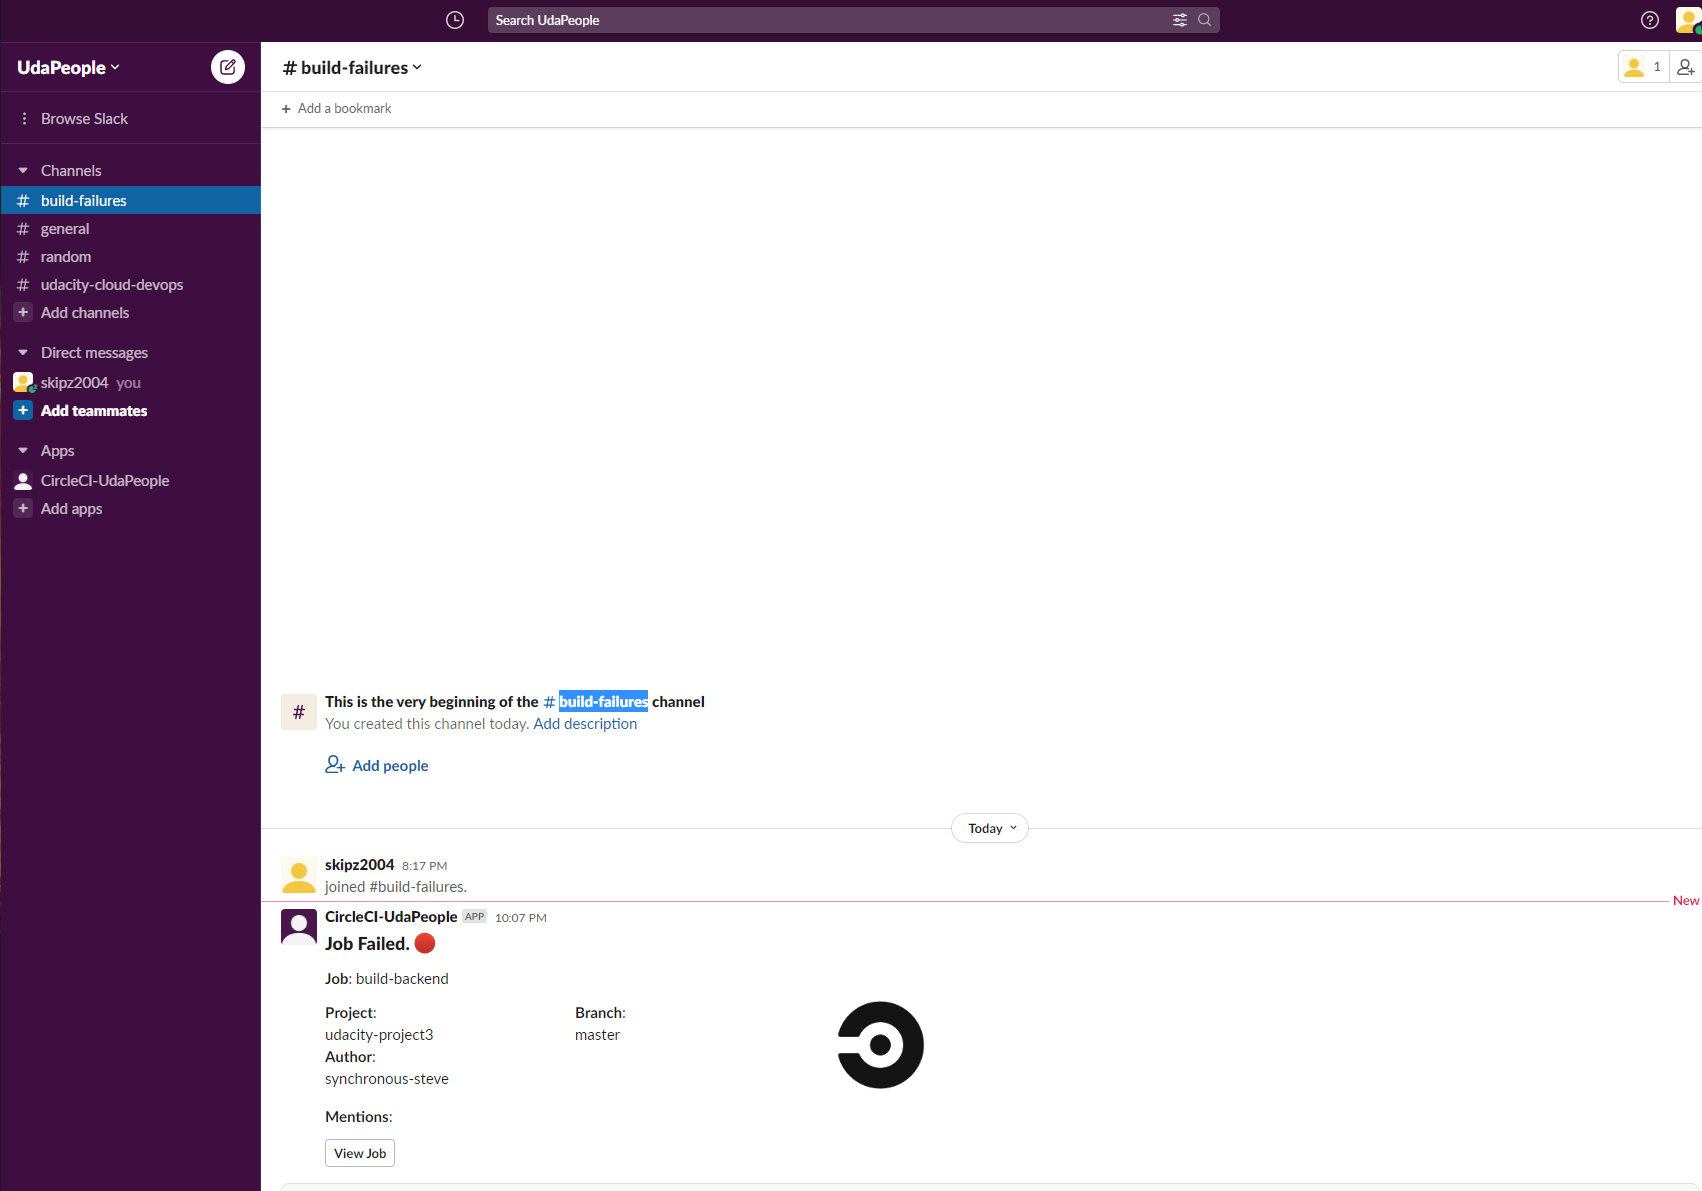 Search UdaPeople
UdaPeople
# build-failures
1
Browse Slack
+ Add a bookmark
Channels
# build-failures
# general
# random
# udacity-cloud-devops
+ Add channels
Direct messages
skipz2004 you
+ Add teammates
Apps
CircleCI-UdaPeople
+ Add apps
# This is the very beginning of the # build-failures channel
You created this channel today. Add description
Add people
Today
skipz2004 8:17 PM
joined #build-failures.
New
CircleCI-UdaPeople APP 10:07 PM
Job Failed.
Job: build-backend
Project: Branch:
udacity-project3 master
Author:
synchronous-steve
Mentions:
View Job